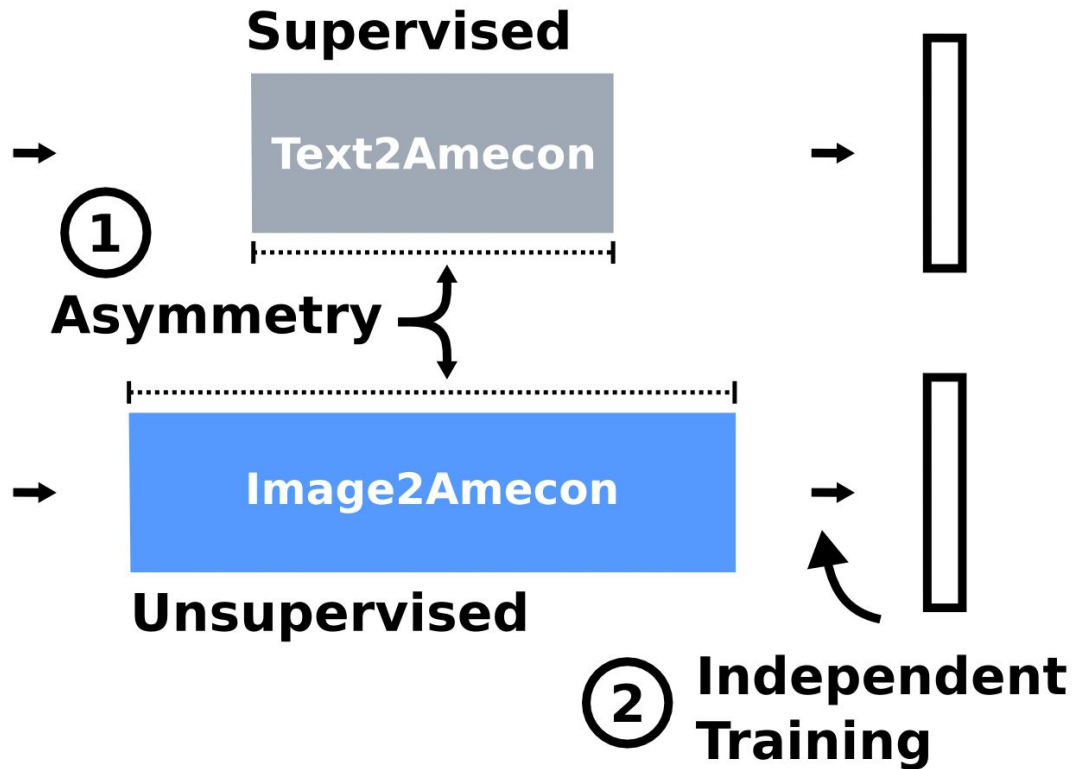 Supervised
Text2Amecon
1
Asymmetry
Image2Amecon
Unsupervised
2
Independent
Training